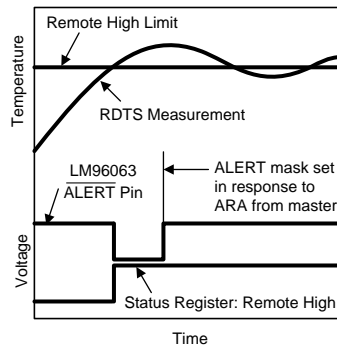 Remote High Limit
Temperature
RDTS Measurement
LM96063
ALERT Pin
ALERT mask set
in response to
ARA from master
Voltage
Status Register: Remote High
Time